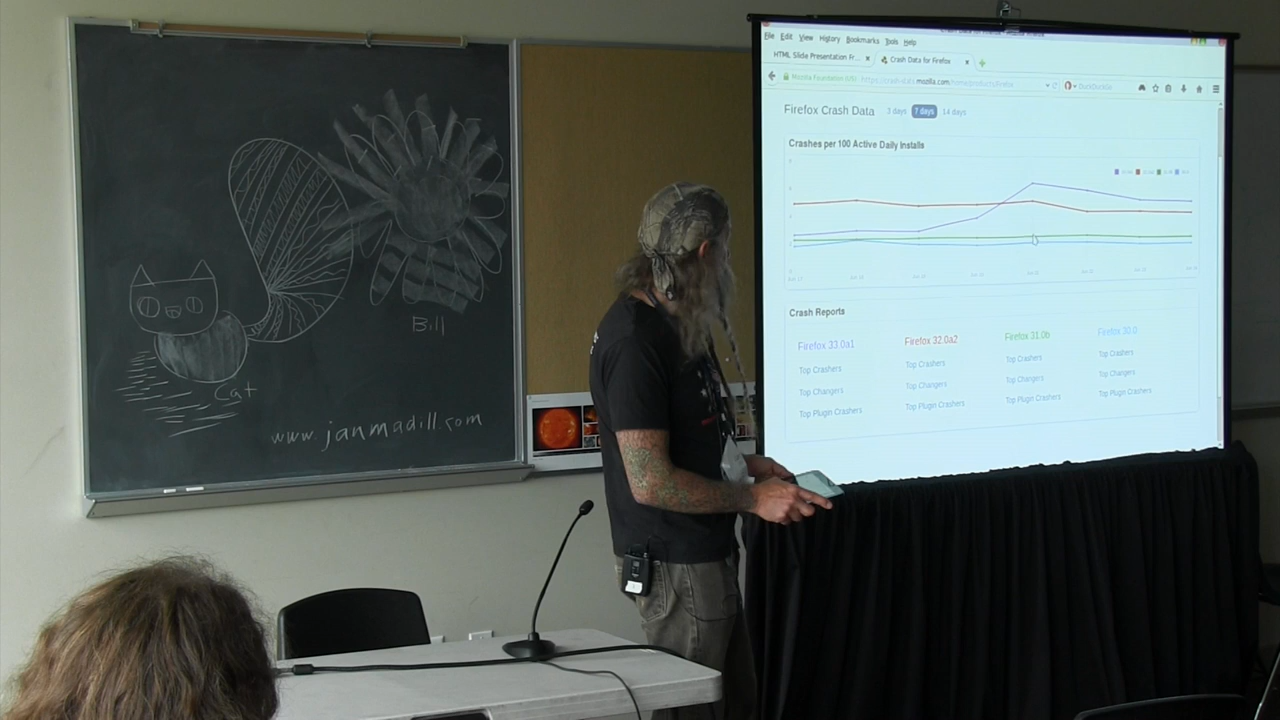 Bill
Cat
www.janmadill.com
File Edit View History Bookmarks Tools Help
HTML Slide Presentation Fr...
Crash Data for Firefox
Mozilla Foundation (US)
DuckDuckGo
Firefox Crash Data 3 days 7 days 14 days
Crashes per 100 Active Daily Installs
Crash Reports
Firefox 33.0a1 Firefox 32.0a2 Firefox 31.0b Firefox 30.0
Top Crashers Top Crashers Top Crashers Top Crashers
Top Changers Top Changers Top Changers Top Changers
Top Plugin Crashers Top Plugin Crashers Top Plugin Crashers Top Plugin Crashers